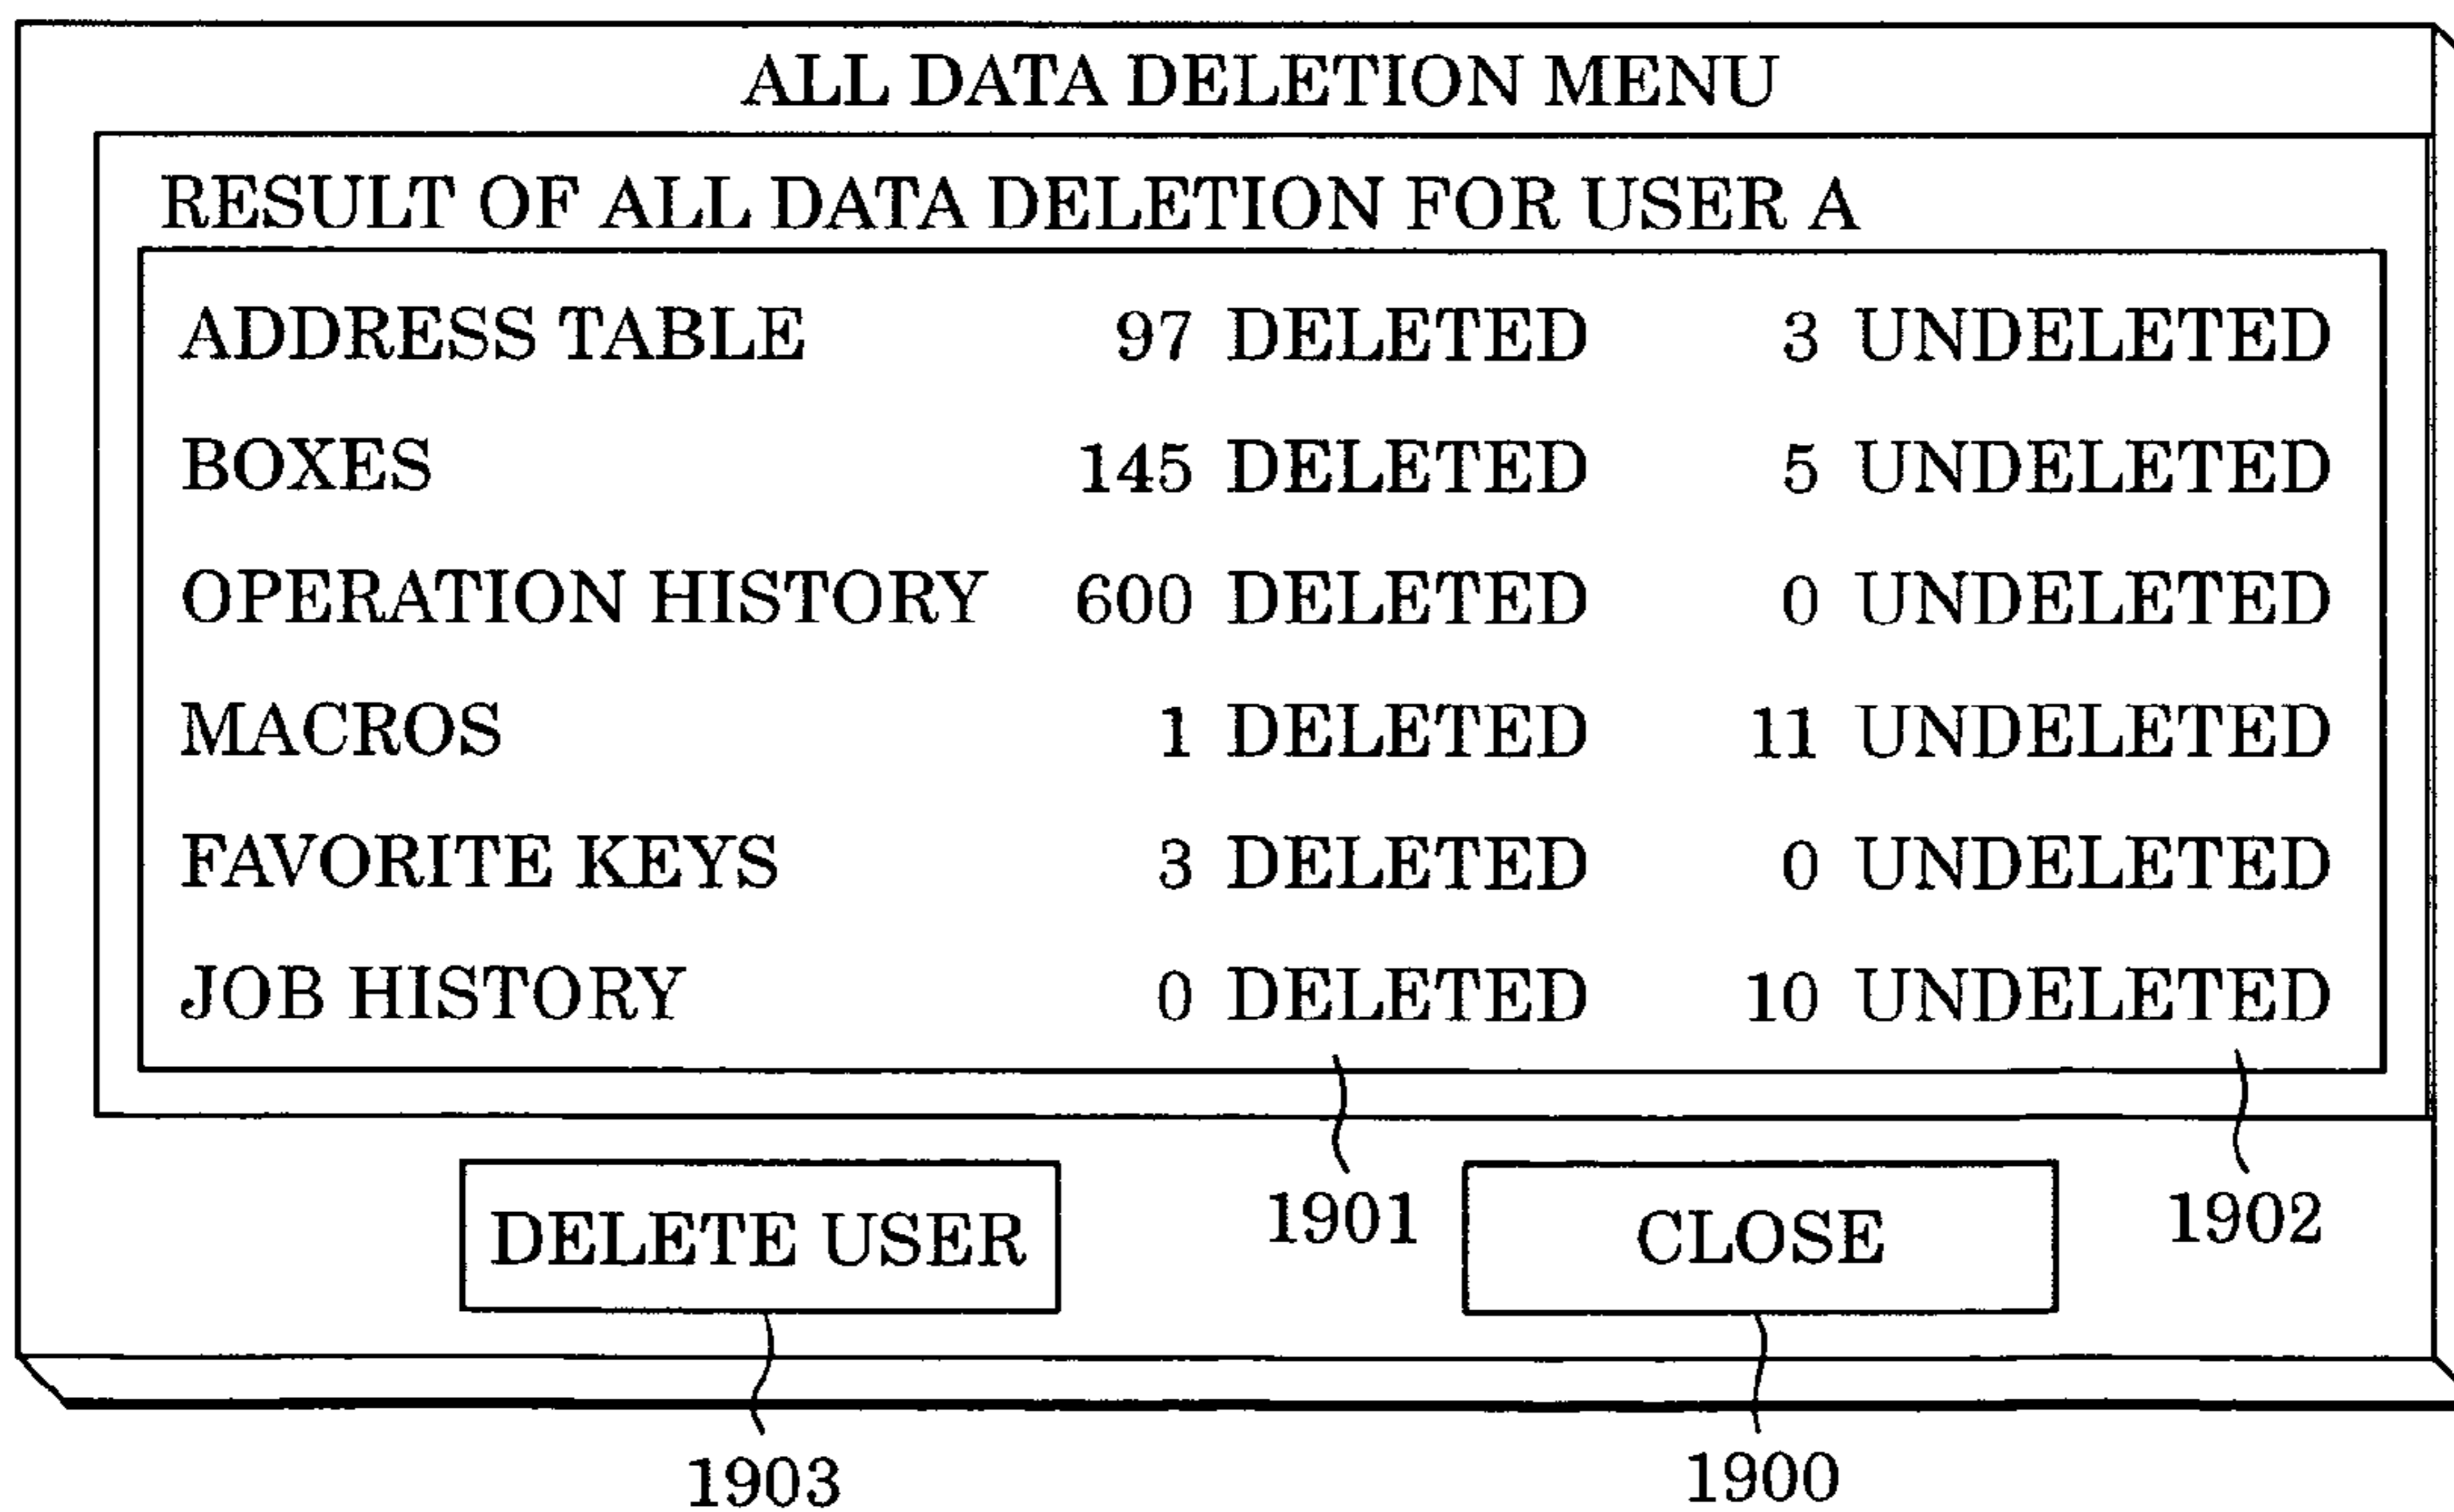 ALL DATA DELETION MENU
RESULT OF ALL DATA DELETION FOR USER A
ADDRESS TABLE 97 DELETED 3 UNDELETED
BOXES 145 DELETED 5 UNDELETED
OPERATION HISTORY 600 DELETED 0 UNDELETED
MACROS 1 DELETED 11 UNDELETED
FAVORITE KEYS 3 DELETED 0 UNDELETED
JOB HISTORY 0 DELETED 10 UNDELETED
1901 1902
DELETE USER CLOSE
1903 1900